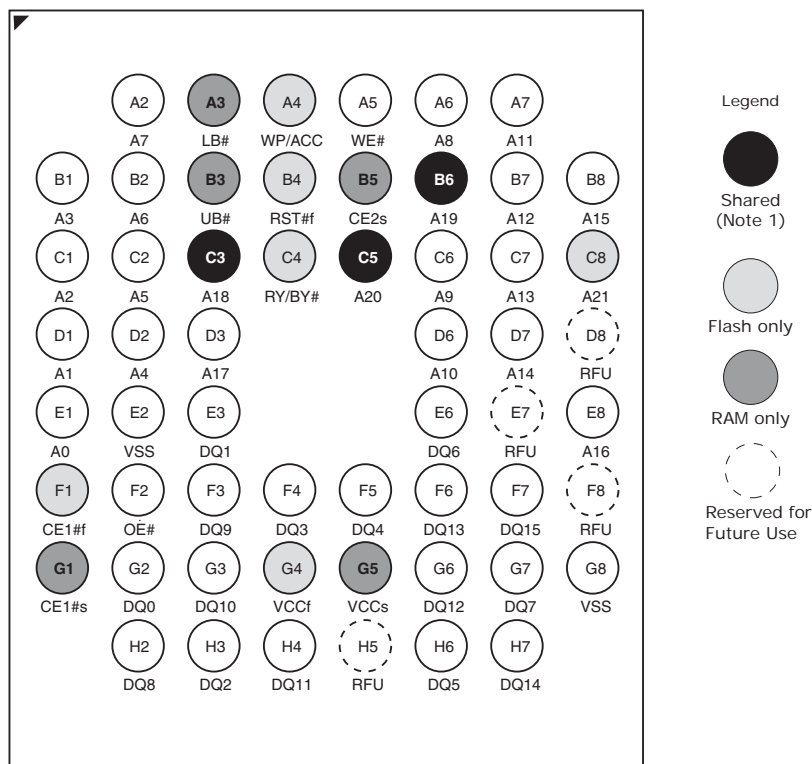 A2 A3 A4 A5 A6 A7
A7 LB# WP/ACC WE# A8 A11
B1 B2 B3 B4 B5 B6 B7 B8
A3 A6 UB# RST#f CE2s A19 A12 A15
C1 C2 C3 C4 C5 C6 C7 C8
A2 A5 A18 RY/BY# A20 A9 A13 A21
D1 D2 D3 D6 D7 D8
A1 A4 A17 A10 A14 RFU
E1 E2 E3 E6 E7 E8
A0 VSS DQ1 DQ6 RFU A16
F1 F2 F3 F4 F5 F6 F7 F8
CE1#f OE# DQ9 DQ3 DQ4 DQ13 DQ15 RFU
G1 G2 G3 G4 G5 G6 G7 G8
CE1#s DQ0 DQ10 VCCf VCCs DQ12 DQ7 VSS
H2 H3 H4 H5 H6 H7
DQ8 DQ2 DQ11 RFU DQ5 DQ14
Legend
Shared
(Note 1)
Flash only
RAM only
Reserved for
Future Use